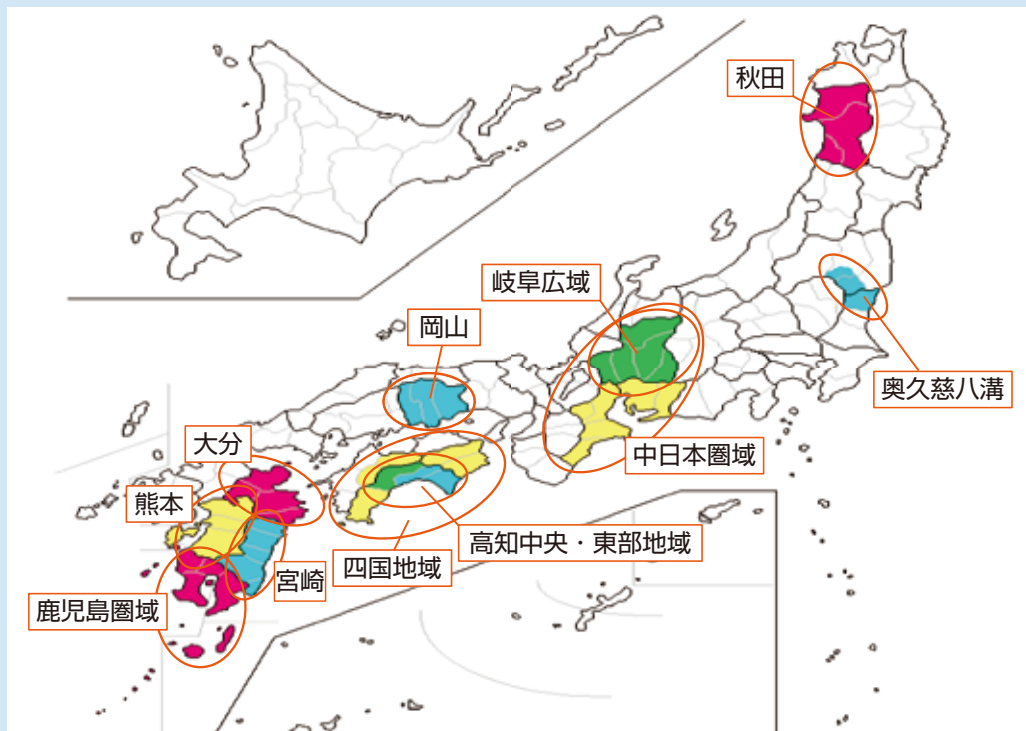 秋田
岐阜広域
岡山
奥久慈八溝
大分
中日本圏域
熊本
高知中央・東部地域
四国地域
宮崎
鹿児島圏域